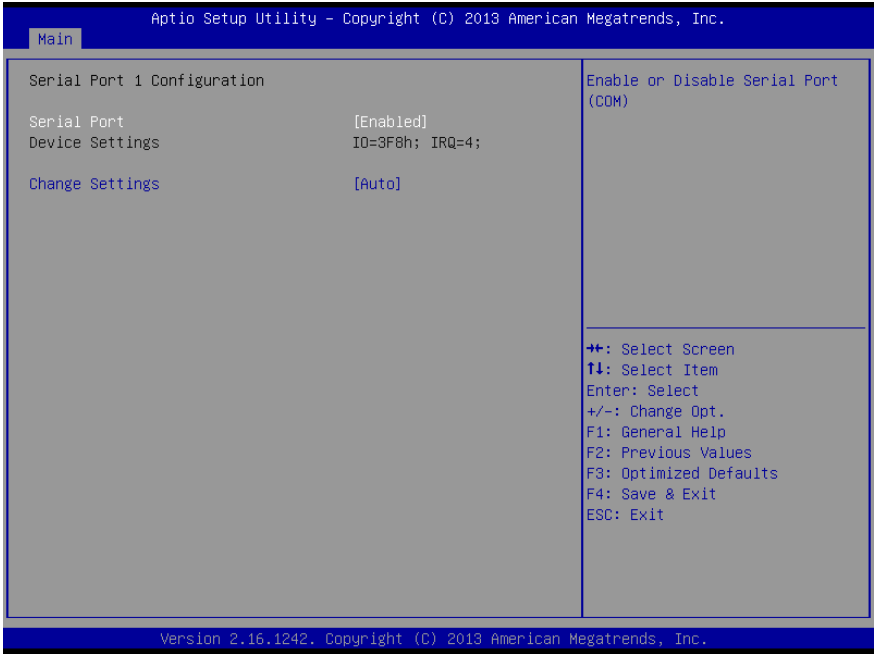 Aptio Setup Utility – Copyright (C) 2013 American Megatrends, Inc.
Main
Serial Port 1 Configuration
Serial Port [Enabled]
Device Settings IO=3F8h; IRQ=4;
Change Settings [Auto]
Enable or Disable Serial Port
(COM)
→←: Select Screen
↑↓: Select Item
Enter: Select
+/-: Change Opt.
F1: General Help
F2: Previous Values
F3: Optimized Defaults
F4: Save & Exit
ESC: Exit
Version 2.16.1242. Copyright (C) 2013 American Megatrends, Inc.